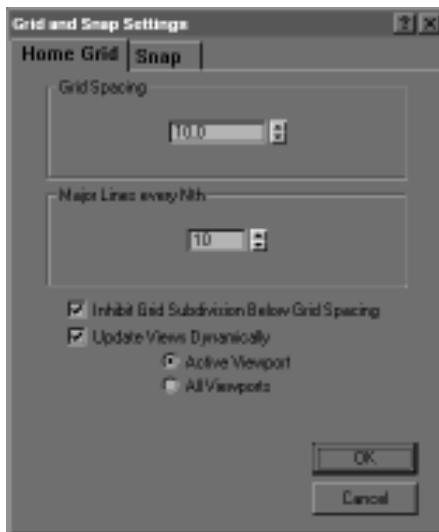 Grid and Snap Settings
Home Grid Snap
Grid Spacing
10.0
Major Lines every Nth
10
Inhibit Grid Subdivision Below Grid Spacing
Update Views Dynamically
Active Viewport
All Viewports
OK
Cancel